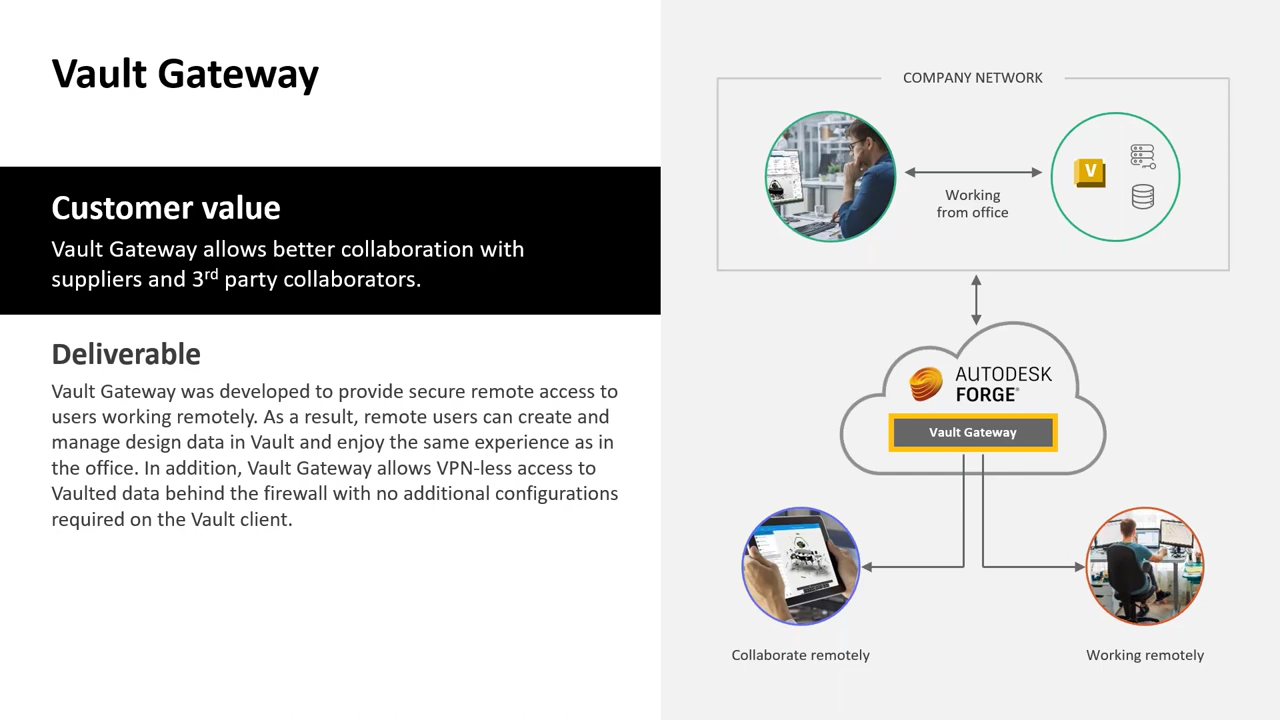 Vault Gateway
Customer value
Vault Gateway allows better collaboration with
suppliers and 3rd party collaborators.
Deliverable
Vault Gateway was developed to provide secure remote access to
users working remotely. As a result, remote users can create and
manage design data in Vault and enjoy the same experience as in
the office. In addition, Vault Gateway allows VPN-less access to
Vaulted data behind the firewall with no additional configurations
required on the Vault client.
COMPANY NETWORK
V
Working
from office
AUTODESK
FORGE®
Vault Gateway
Collaborate remotely
Working remotely